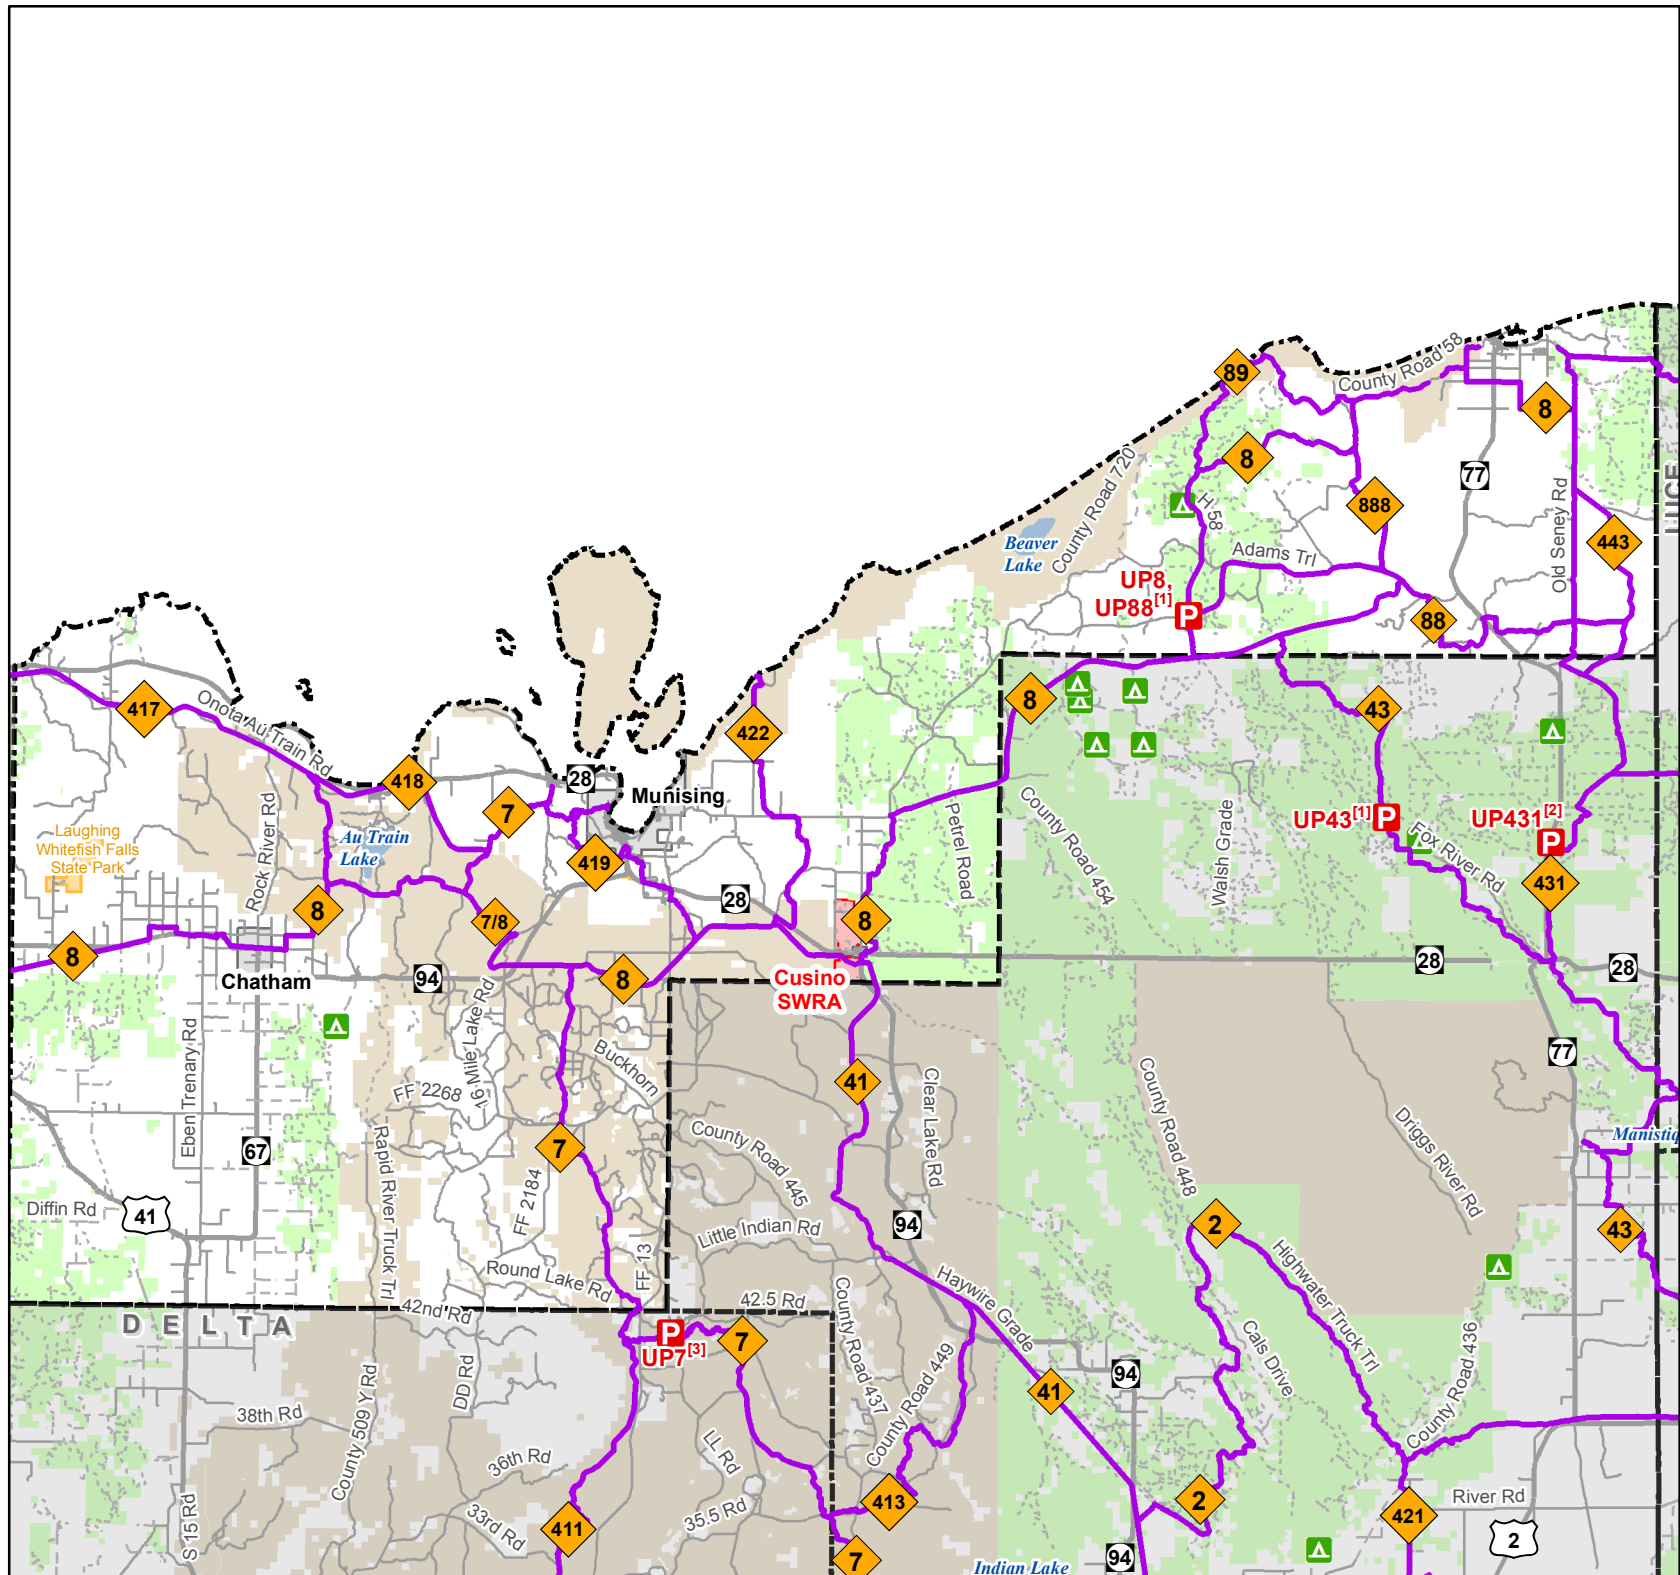 89
County Road 58
8
8
77
County Road 720
H 58
888
Old Seney Rd
443
LUCE
Beaver
Lake
Adams Trl
UP8,
UP88[1]
P
88
417
Onota Au Train Rd
422
8
43
418
28
Munising
7
Laughing
Whitefish Falls
State Park
Rock River Rd
Au Train
Lake
419
Petrel Road
County Road 454
Walsh Grade
UP43[1]
P
Fox River Rd
UP431[2]
P
431
8
7/8
28
8
8
Chatham
94
8
Cusino
SWRA
28
28
16 Mile Lake Rd
Eben Trenary Rd
Buckhorn
FF 2268
41
Clear Lake Rd
County Road 448
77
Driggs River Rd
67
Rapid River Truck Trl
7
County Road 445
Manistiq
Diffin Rd
41
FF 2184
Little Indian Rd
94
2
43
FF 13
Round Lake Rd
Haywire Grade
Highwater Truck Trl
42nd Rd
42.5 Rd
DELTA
P
UP7[3]
7
County Road 437
County Road 449
Cals Drive
County Road 436
County 509 Y Rd
DD Rd
94
41
38th Rd
36th Rd
LL Rd
413
2
S 15 Rd
33rd Rd
411
35.5 Rd
421
River Rd
2
7
94
Indian Lake